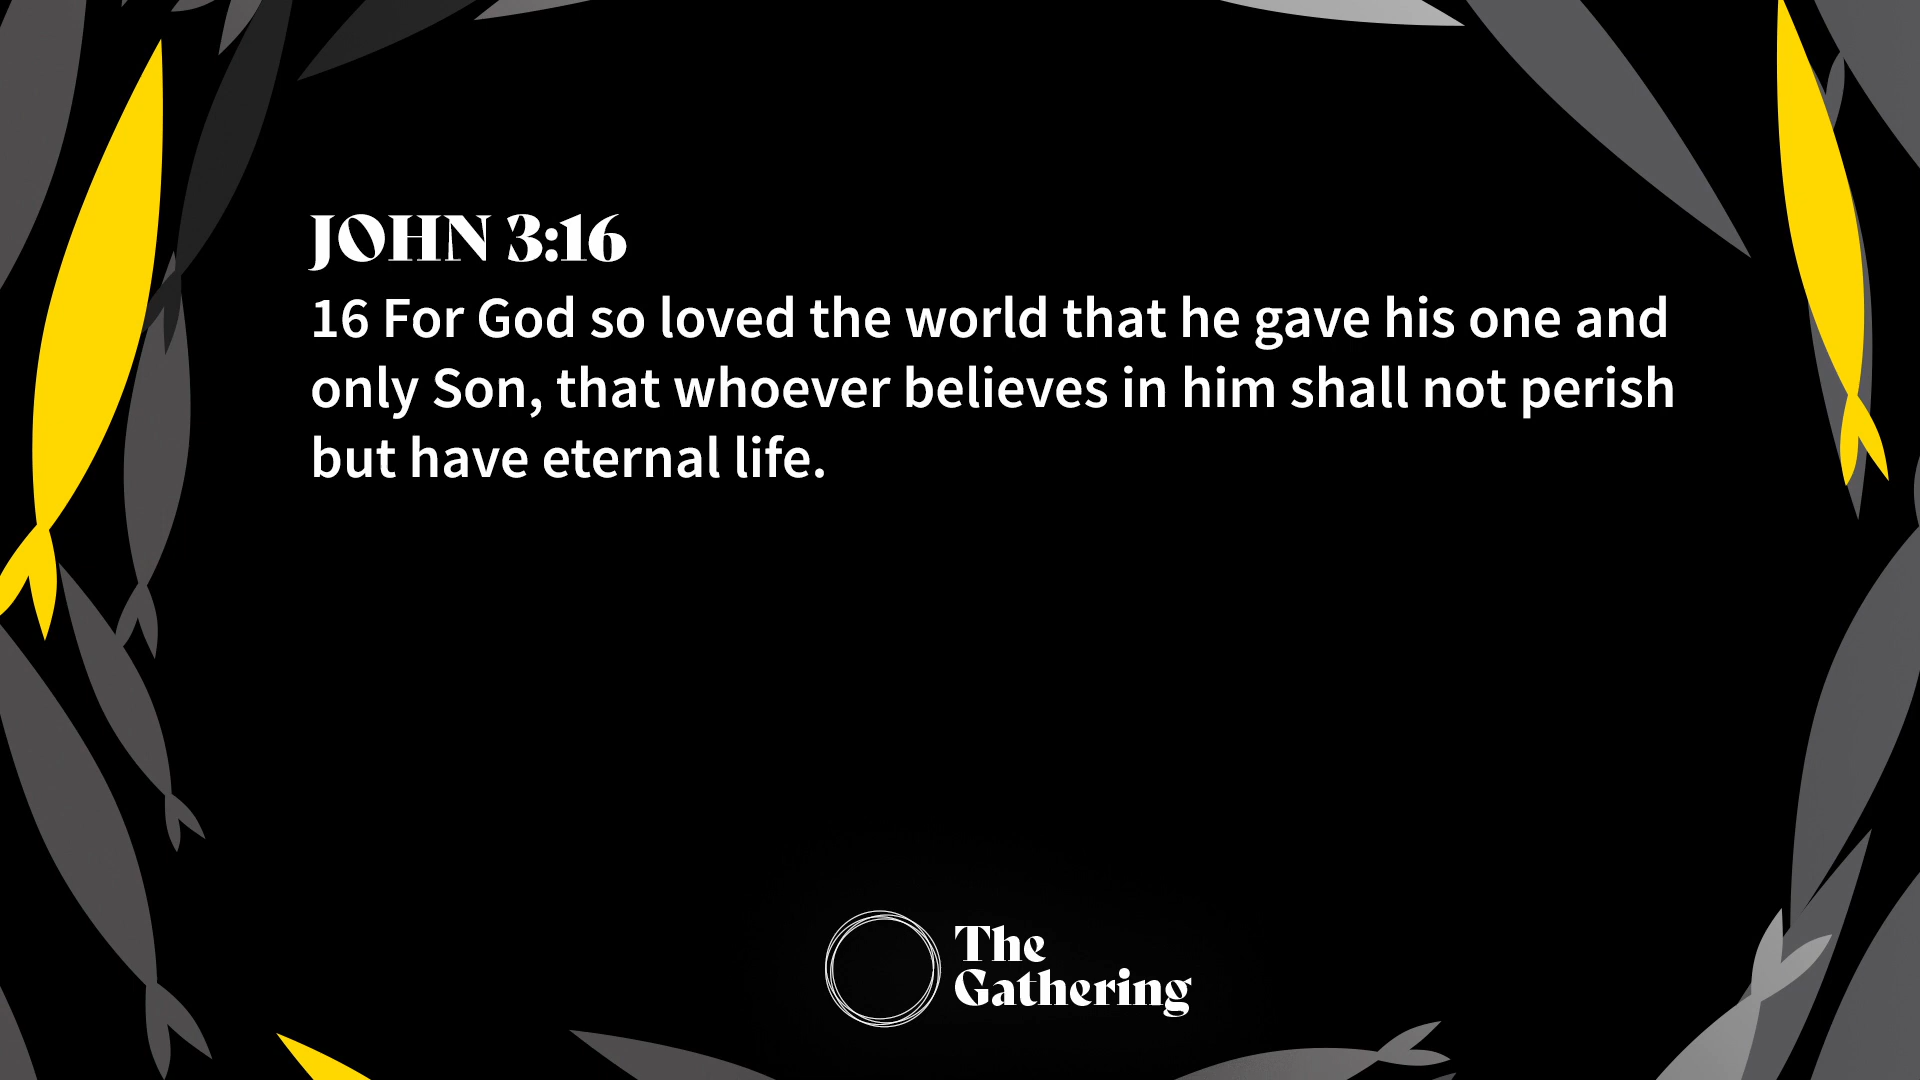 JOHN 3:16
16 For God so loved the world that he gave his one and
only Son, that whoever believes in him shall not perish
but have eternal life.
The
Gathering